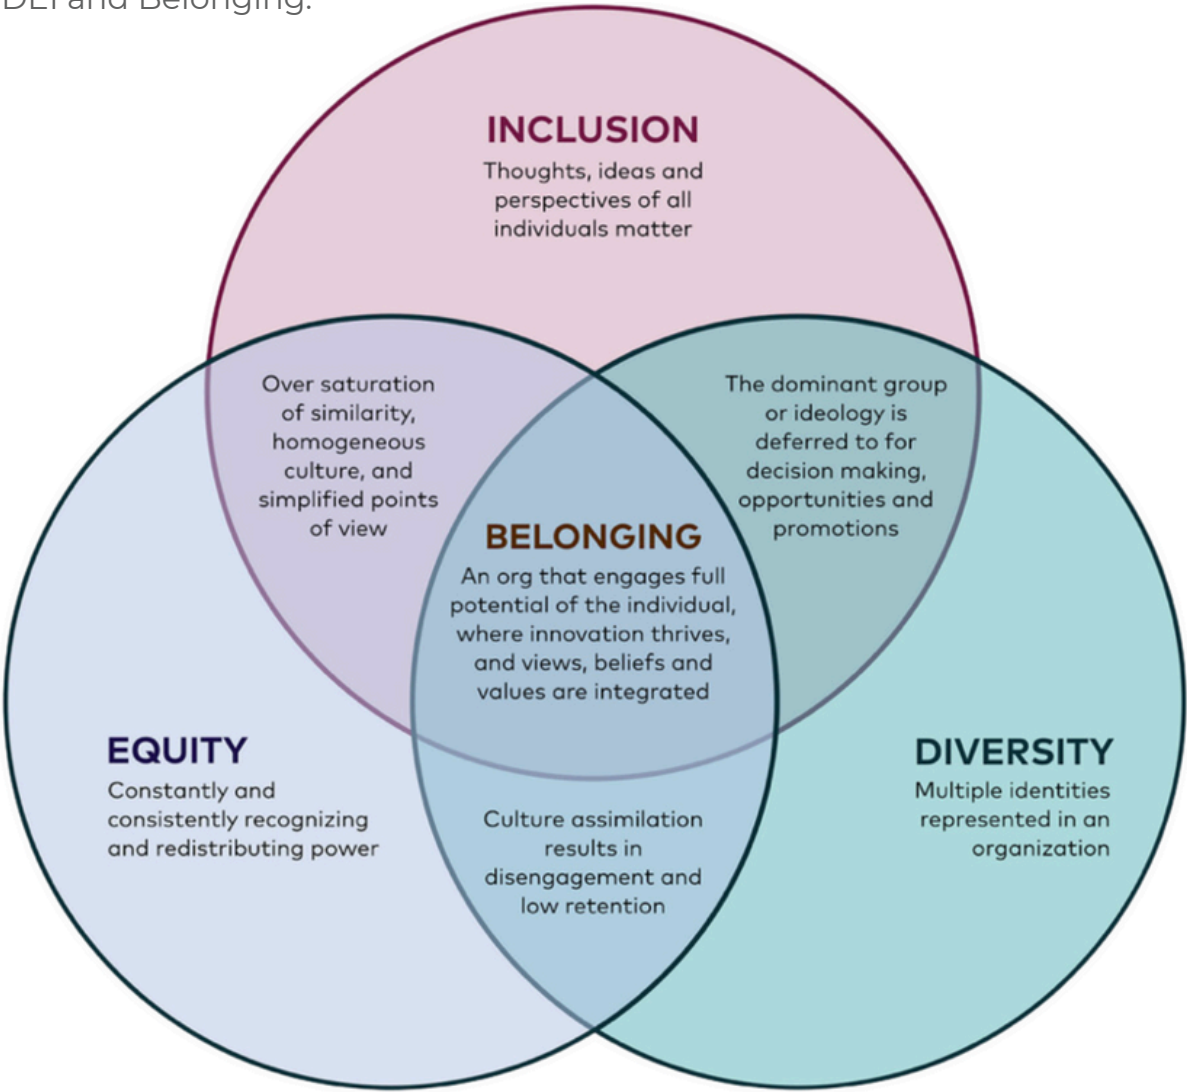 DEI and Belonging.
INCLUSION
Thoughts, ideas and
perspectives of all
individuals matter
Over saturation
of similarity,
homogeneous
culture, and
simplified points
of view
The dominant group
or ideology is
deferred to for
decision making,
opportunities and
promotions
BELONGING
An org that engages full
potential of the individual,
where innovation thrives,
and views, beliefs and
values are integrated
EQUITY
Constantly and
consistently recognizing
and redistributing power
DIVERSITY
Multiple identities
represented in an
organization
Culture assimilation
results in
disengagement and
low retention